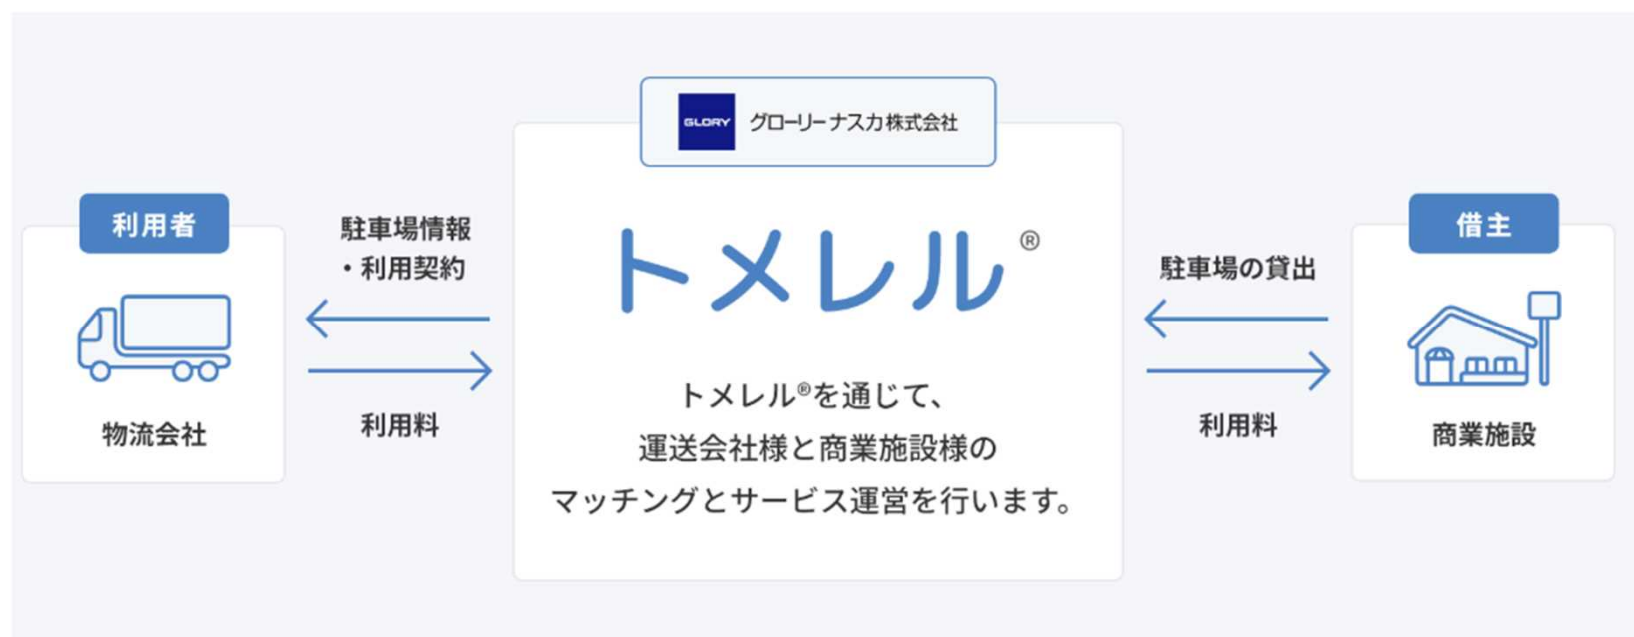 GLORY グローリーナスカ株式会社
利用者
物流会社
駐車場情報
・利用契約
利用料
トメレル®
トメレル®を通じて、
運送会社様と商業施設様の
マッチングとサービス運営を行います。
駐車場の貸出
利用料
借主
商業施設